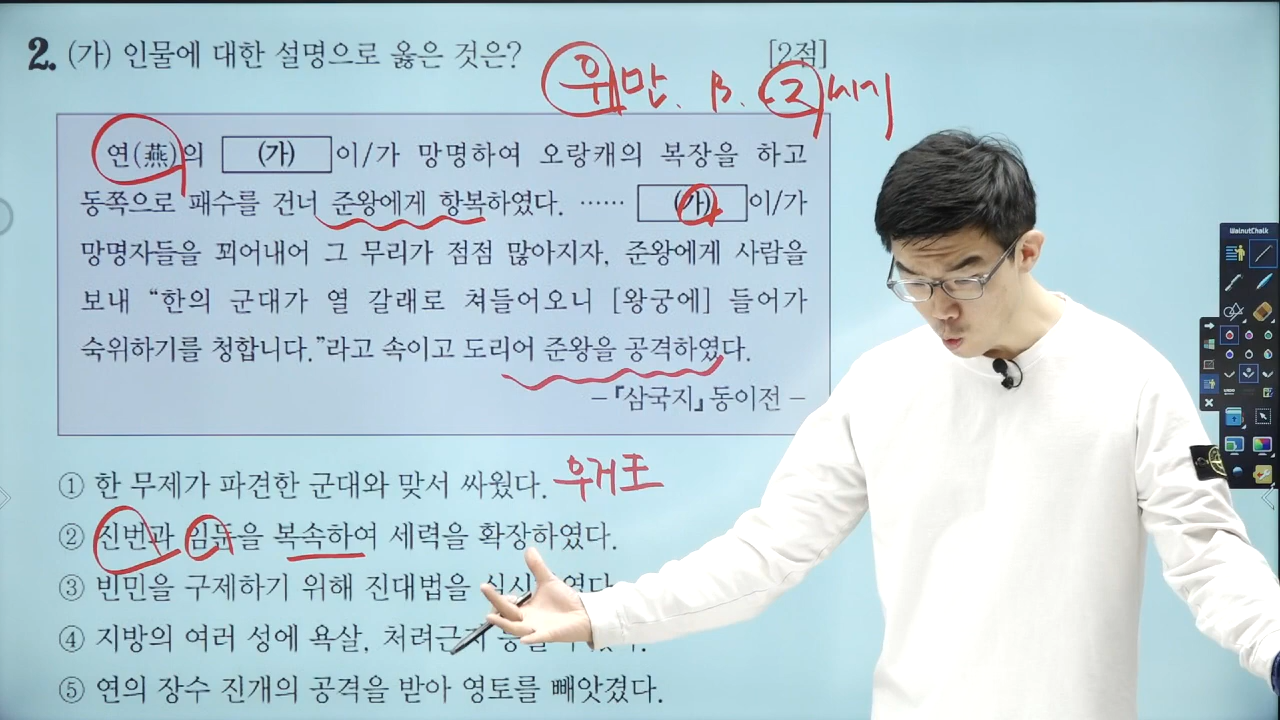 2. (가) 인물에 대한 설명으로 옳은 것은? [2점]
위만. B.C 2세기
연(燕)의 (가) 이/가 망명하여 오랑캐의 복장을 하고
동쪽으로 패수를 건너 준왕에게 항복하였다. …… (가) 이/가
망명자들을 꾀어내어 그 무리가 점점 많아지자, 준왕에게 사람을
보내 “한의 군대가 열 갈래로 쳐들어오니 [왕궁에] 들어가
숙위하기를 청합니다.”라고 속이고 도리어 준왕을 공격하였다.
– 『삼국지』 동이전 –
① 한 무제가 파견한 군대와 맞서 싸웠다. 우거王
② 진번과 임둔을 복속하여 세력을 확장하였다.
③ 빈민을 구제하기 위해 진대법을
④ 지방의 여러 성에 욕살, 처려근지
⑤ 연의 장수 진개의 공격을 받아 영토를 빼앗겼다.
WalnutChalk